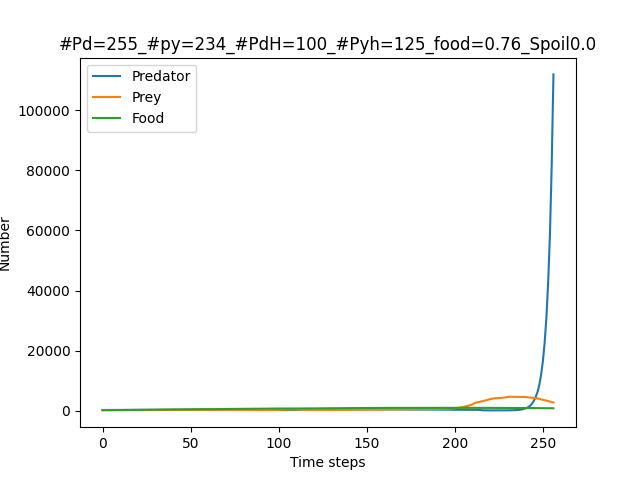 #Pd=255_#py=234_#PdH=100_#Pyh=125_food=0.76_Spoil0.0
Predator
Prey
Food
100000
80000
60000
40000
20000
0
Number
0 50 100 150 200 250
Time steps